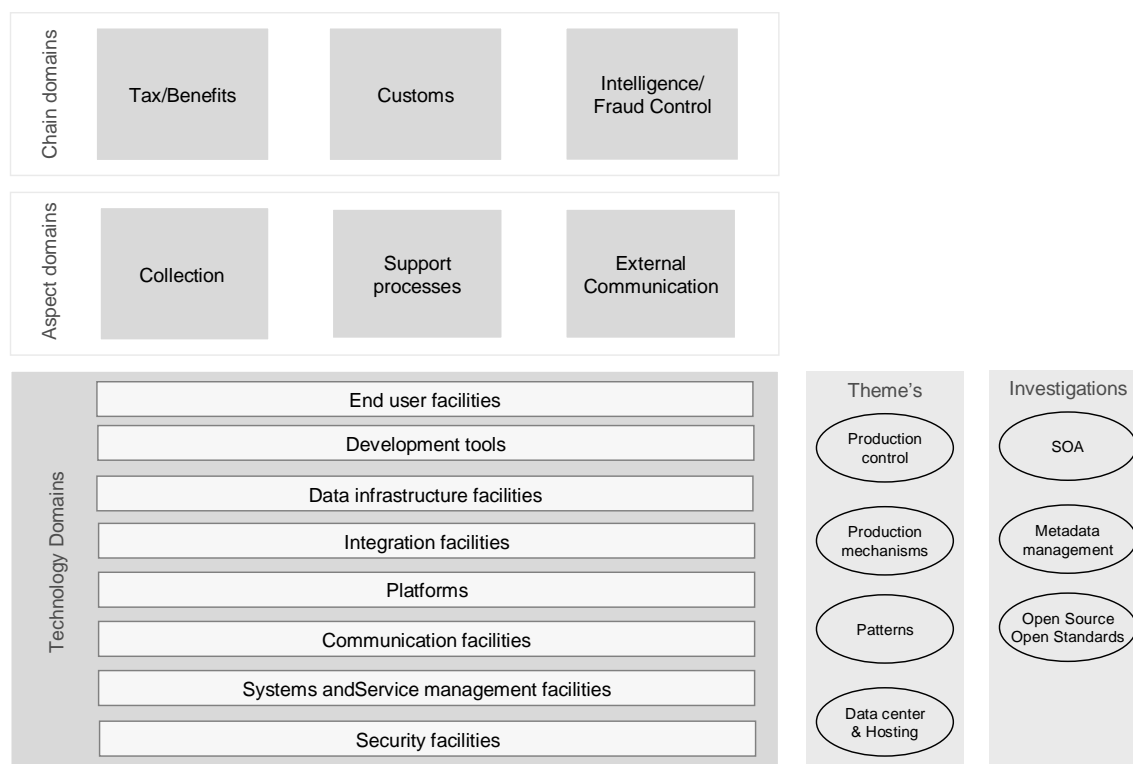 Chain domains
Tax/Benefits
Customs
Intelligence/
Fraud Control
Aspect domains
Collection
Support
processes
External
Communication
Technology Domains
End user facilities
Development tools
Data infrastructure facilities
Integration facilities
Platforms
Communication facilities
Systems andService management facilities
Security facilities
Theme's
Production
control
Production
mechanisms
Patterns
Data center
& Hosting
Investigations
SOA
Metadata
management
Open Source
Open Standards